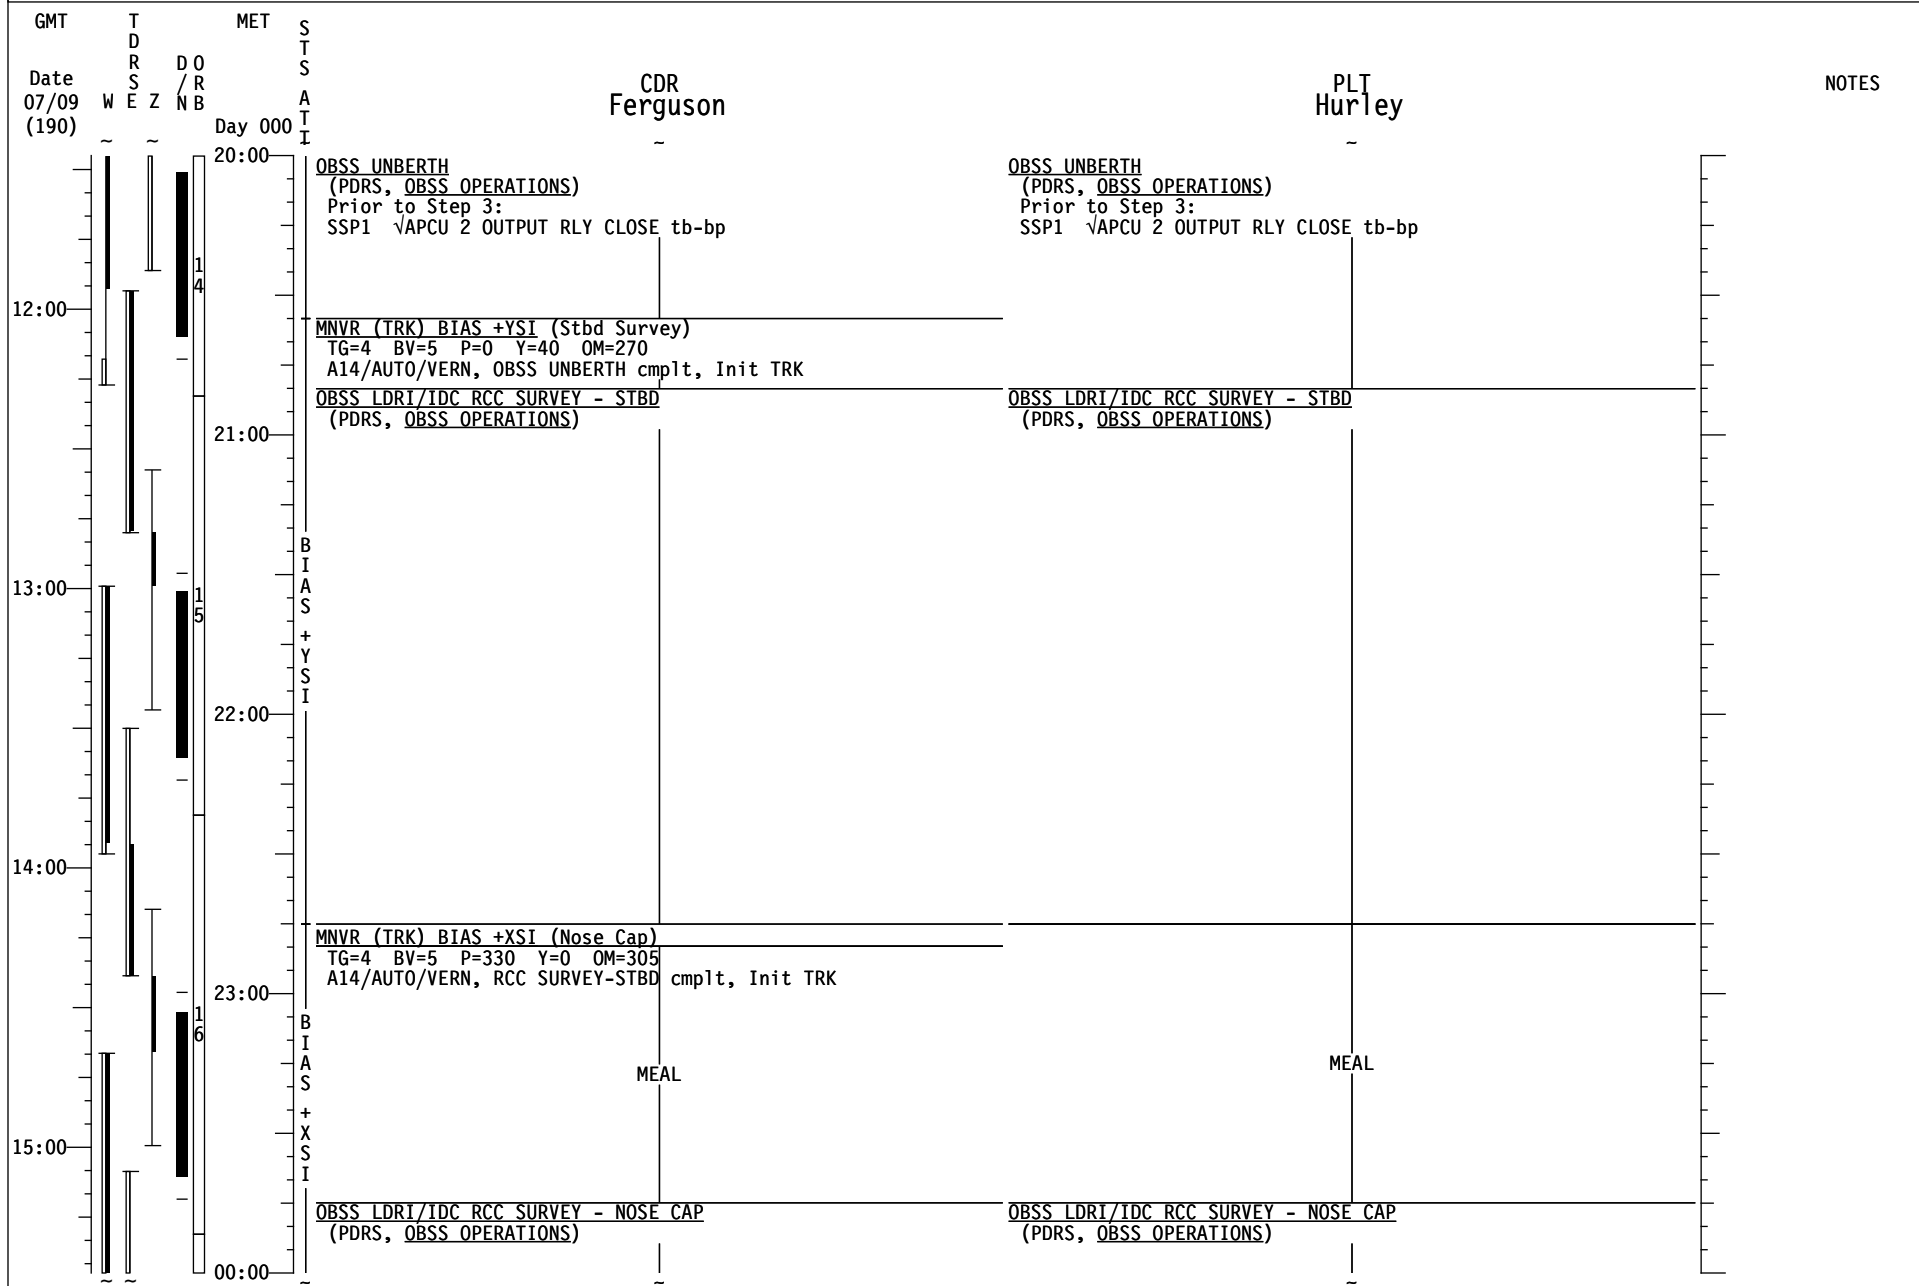 GMT
TDRS
MET
STS ATT
Date
07/09
(190)
W E Z
D/N
ORB
Day 000
CDR
Ferguson
PLT
Hurley
NOTES
~ ~ ~ ~
20:00
OBSS UNBERTH
(PDRS, OBSS OPERATIONS)
Prior to Step 3:
SSP1 √APCU 2 OUTPUT RLY CLOSE tb-bp
OBSS UNBERTH
(PDRS, OBSS OPERATIONS)
Prior to Step 3:
SSP1 √APCU 2 OUTPUT RLY CLOSE tb-bp
14
12:00
MNVR (TRK) BIAS +YSI (Stbd Survey)
TG=4 BV=5 P=0 Y=40 OM=270
A14/AUTO/VERN, OBSS UNBERTH cmplt, Init TRK
OBSS LDRI/IDC RCC SURVEY - STBD
(PDRS, OBSS OPERATIONS)
OBSS LDRI/IDC RCC SURVEY - STBD
(PDRS, OBSS OPERATIONS)
21:00
BIAS +YSI
13:00
15
22:00
14:00
MNVR (TRK) BIAS +XSI (Nose Cap)
TG=4 BV=5 P=330 Y=0 OM=305
A14/AUTO/VERN, RCC SURVEY-STBD cmplt, Init TRK
23:00
16
BIAS +XSI
MEAL
MEAL
15:00
OBSS LDRI/IDC RCC SURVEY - NOSE CAP
(PDRS, OBSS OPERATIONS)
OBSS LDRI/IDC RCC SURVEY - NOSE CAP
(PDRS, OBSS OPERATIONS)
00:00
~ ~ ~ ~ ~